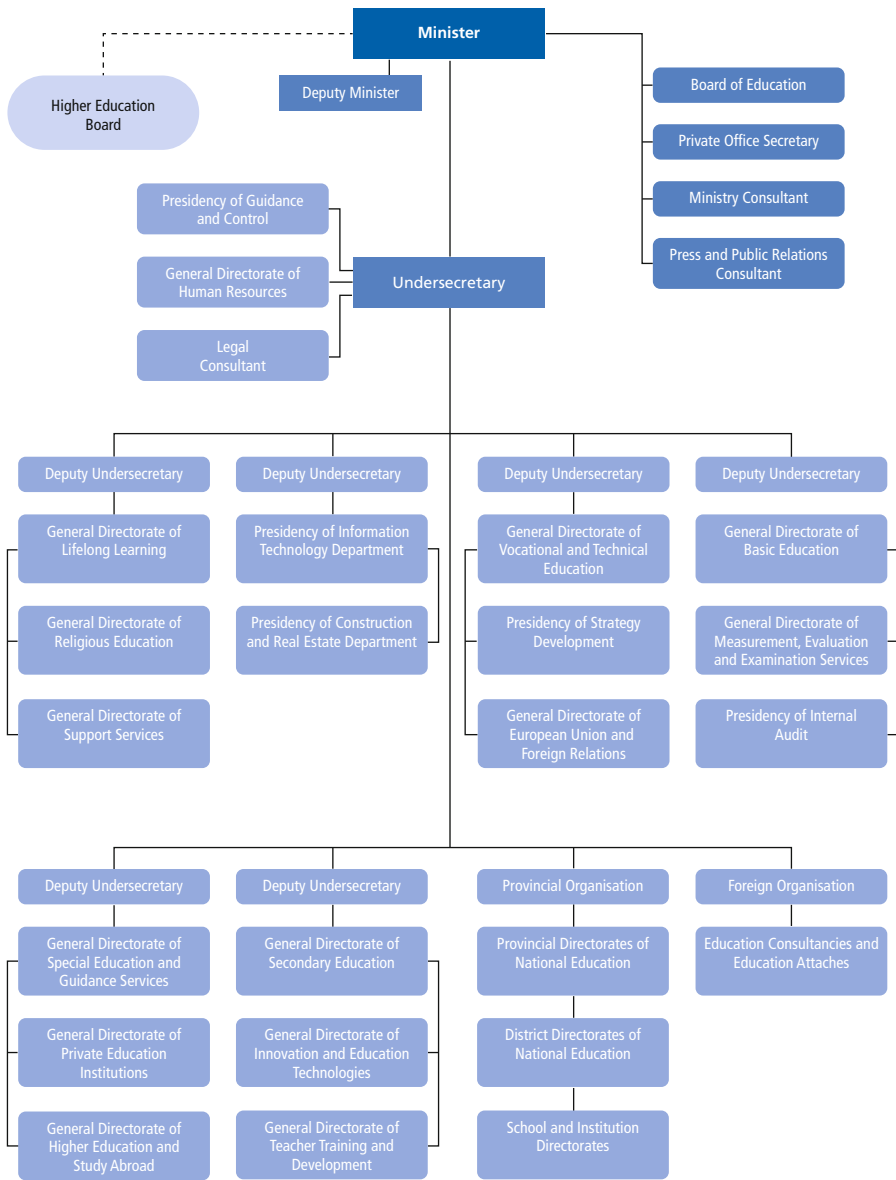 Minister
Higher Education
Board
Deputy Minister
Board of Education
Private Office Secretary
Ministry Consultant
Press and Public Relations
Consultant
Presidency of Guidance
and Control
General Directorate of
Human Resources
Legal
Consultant
Undersecretary
Deputy Undersecretary
General Directorate of
Lifelong Learning
General Directorate of
Religious Education
General Directorate of
Support Services
Deputy Undersecretary
Presidency of Information
Technology Department
Presidency of Construction
and Real Estate Department
Deputy Undersecretary
General Directorate of
Vocational and Technical
Education
Presidency of Strategy
Development
General Directorate of
European Union and
Foreign Relations
Deputy Undersecretary
General Directorate of
Basic Education
General Directorate of
Measurement, Evaluation
and Examination Services
Presidency of Internal
Audit
Deputy Undersecretary
General Directorate of
Special Education and
Guidance Services
General Directorate of
Private Education
Institutions
General Directorate of
Higher Education and
Study Abroad
Deputy Undersecretary
General Directorate of
Secondary Education
General Directorate of
Innovation and Education
Technologies
General Directorate of
Teacher Training and
Development
Provincial Organisation
Provincial Directorates of
National Education
District Directorates of
National Education
School and Institution
Directorates
Foreign Organisation
Education Consultancies and
Education Attaches